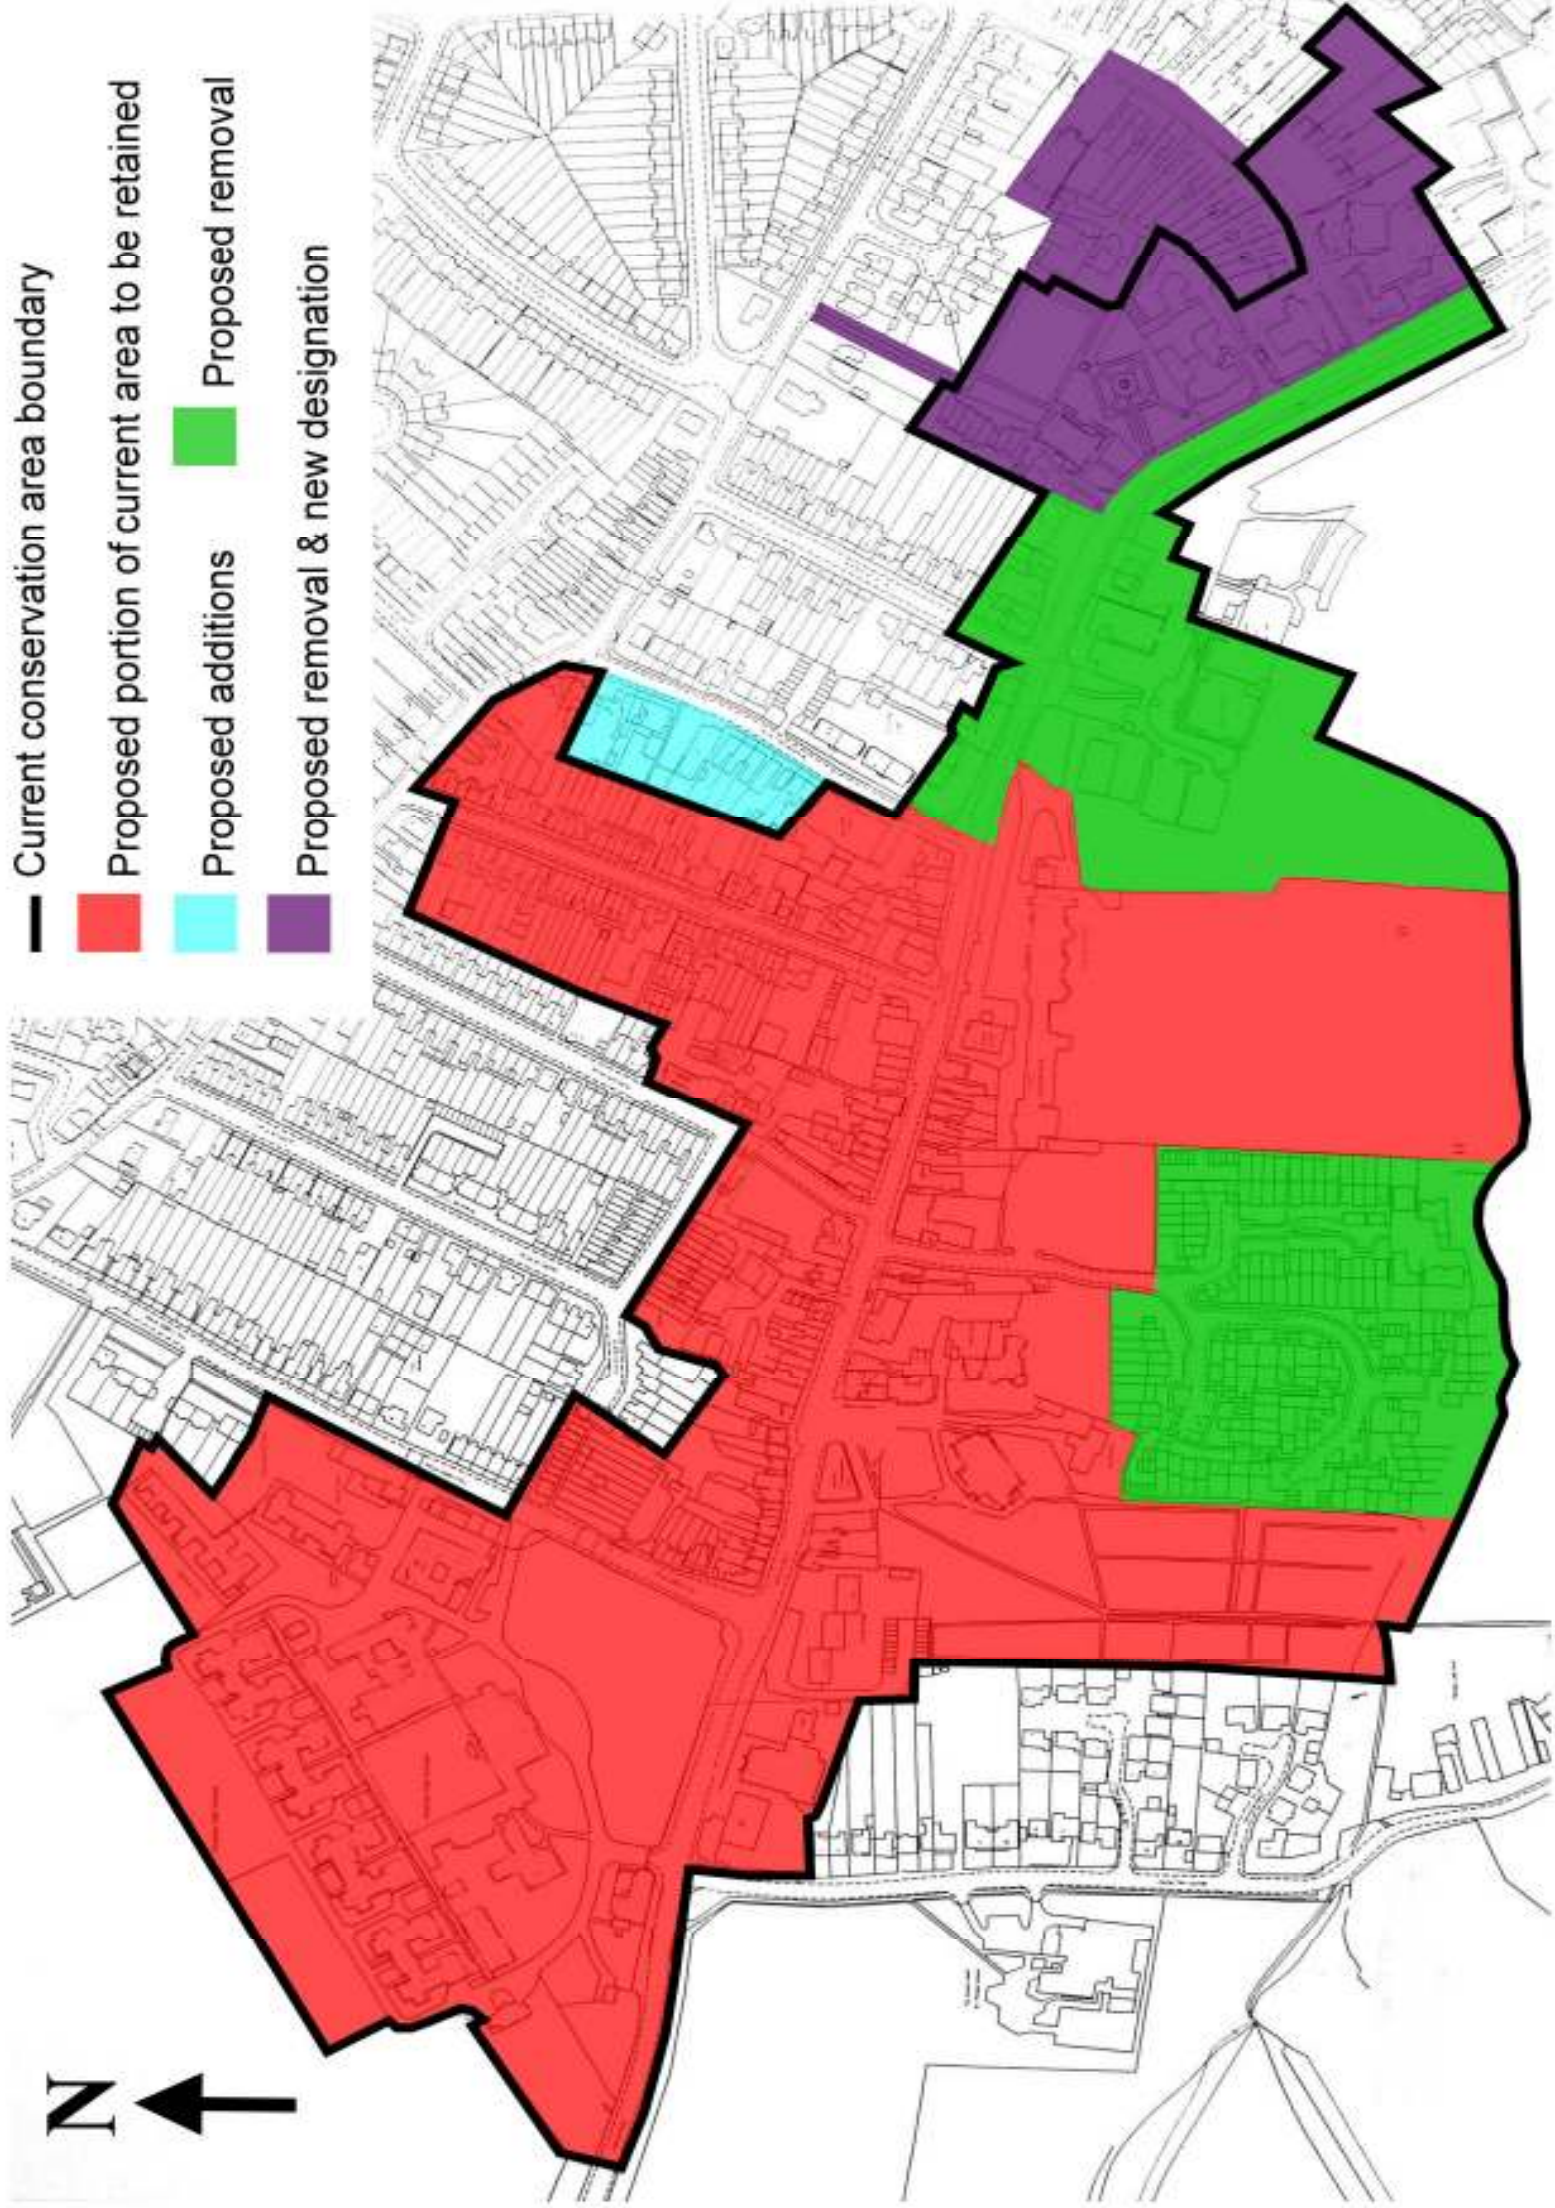 Current conservation area boundary
Proposed portion of current area to be retained
Proposed additions
Proposed removal
Proposed removal & new designation
N